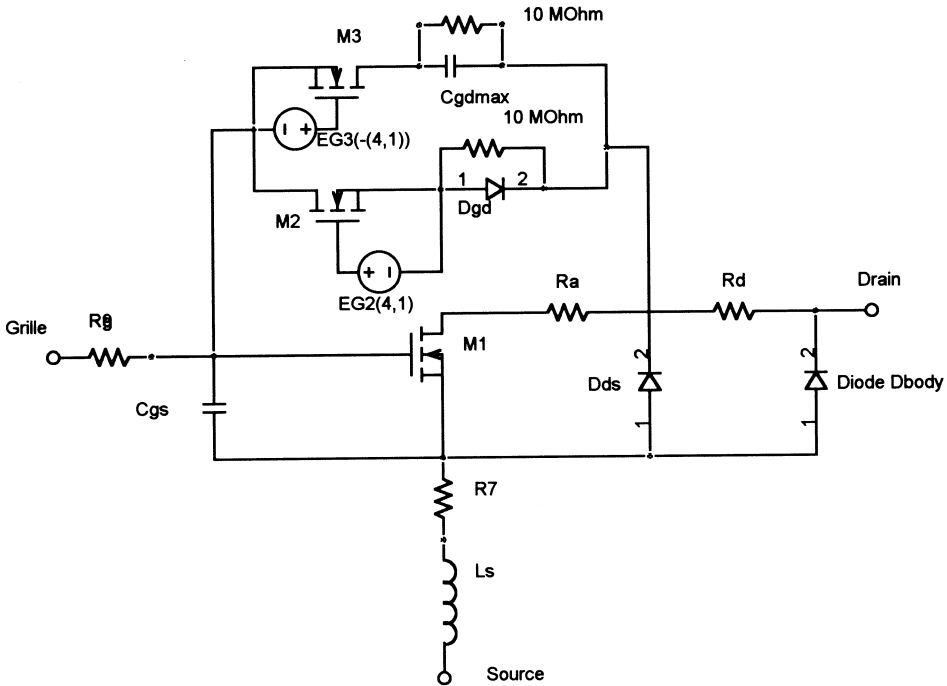 10 MOhm
M3
Cgdmax
EG3(-(4,1))
10 MOhm
1
2
Dgd
M2
EG2(4,1)
Ra
Rd
Drain
Grille
M1
2
2
Dds
Diode Dbody
Cgs
1
1
R7
Ls
Source